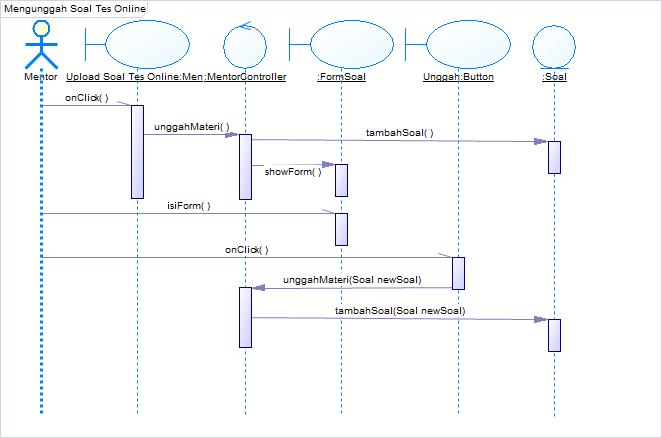 Mengunggah Soal Tes Online
Mentor
Upload Soal Tes Online:Men
:MentorController
:FormSoal
Unggah:Button
:Soal
onClick( )
unggahMateri( )
tambahSoal( )
showForm( )
isiForm( )
onClick( )
unggahMateri(Soal newSoal)
tambahSoal(Soal newSoal)